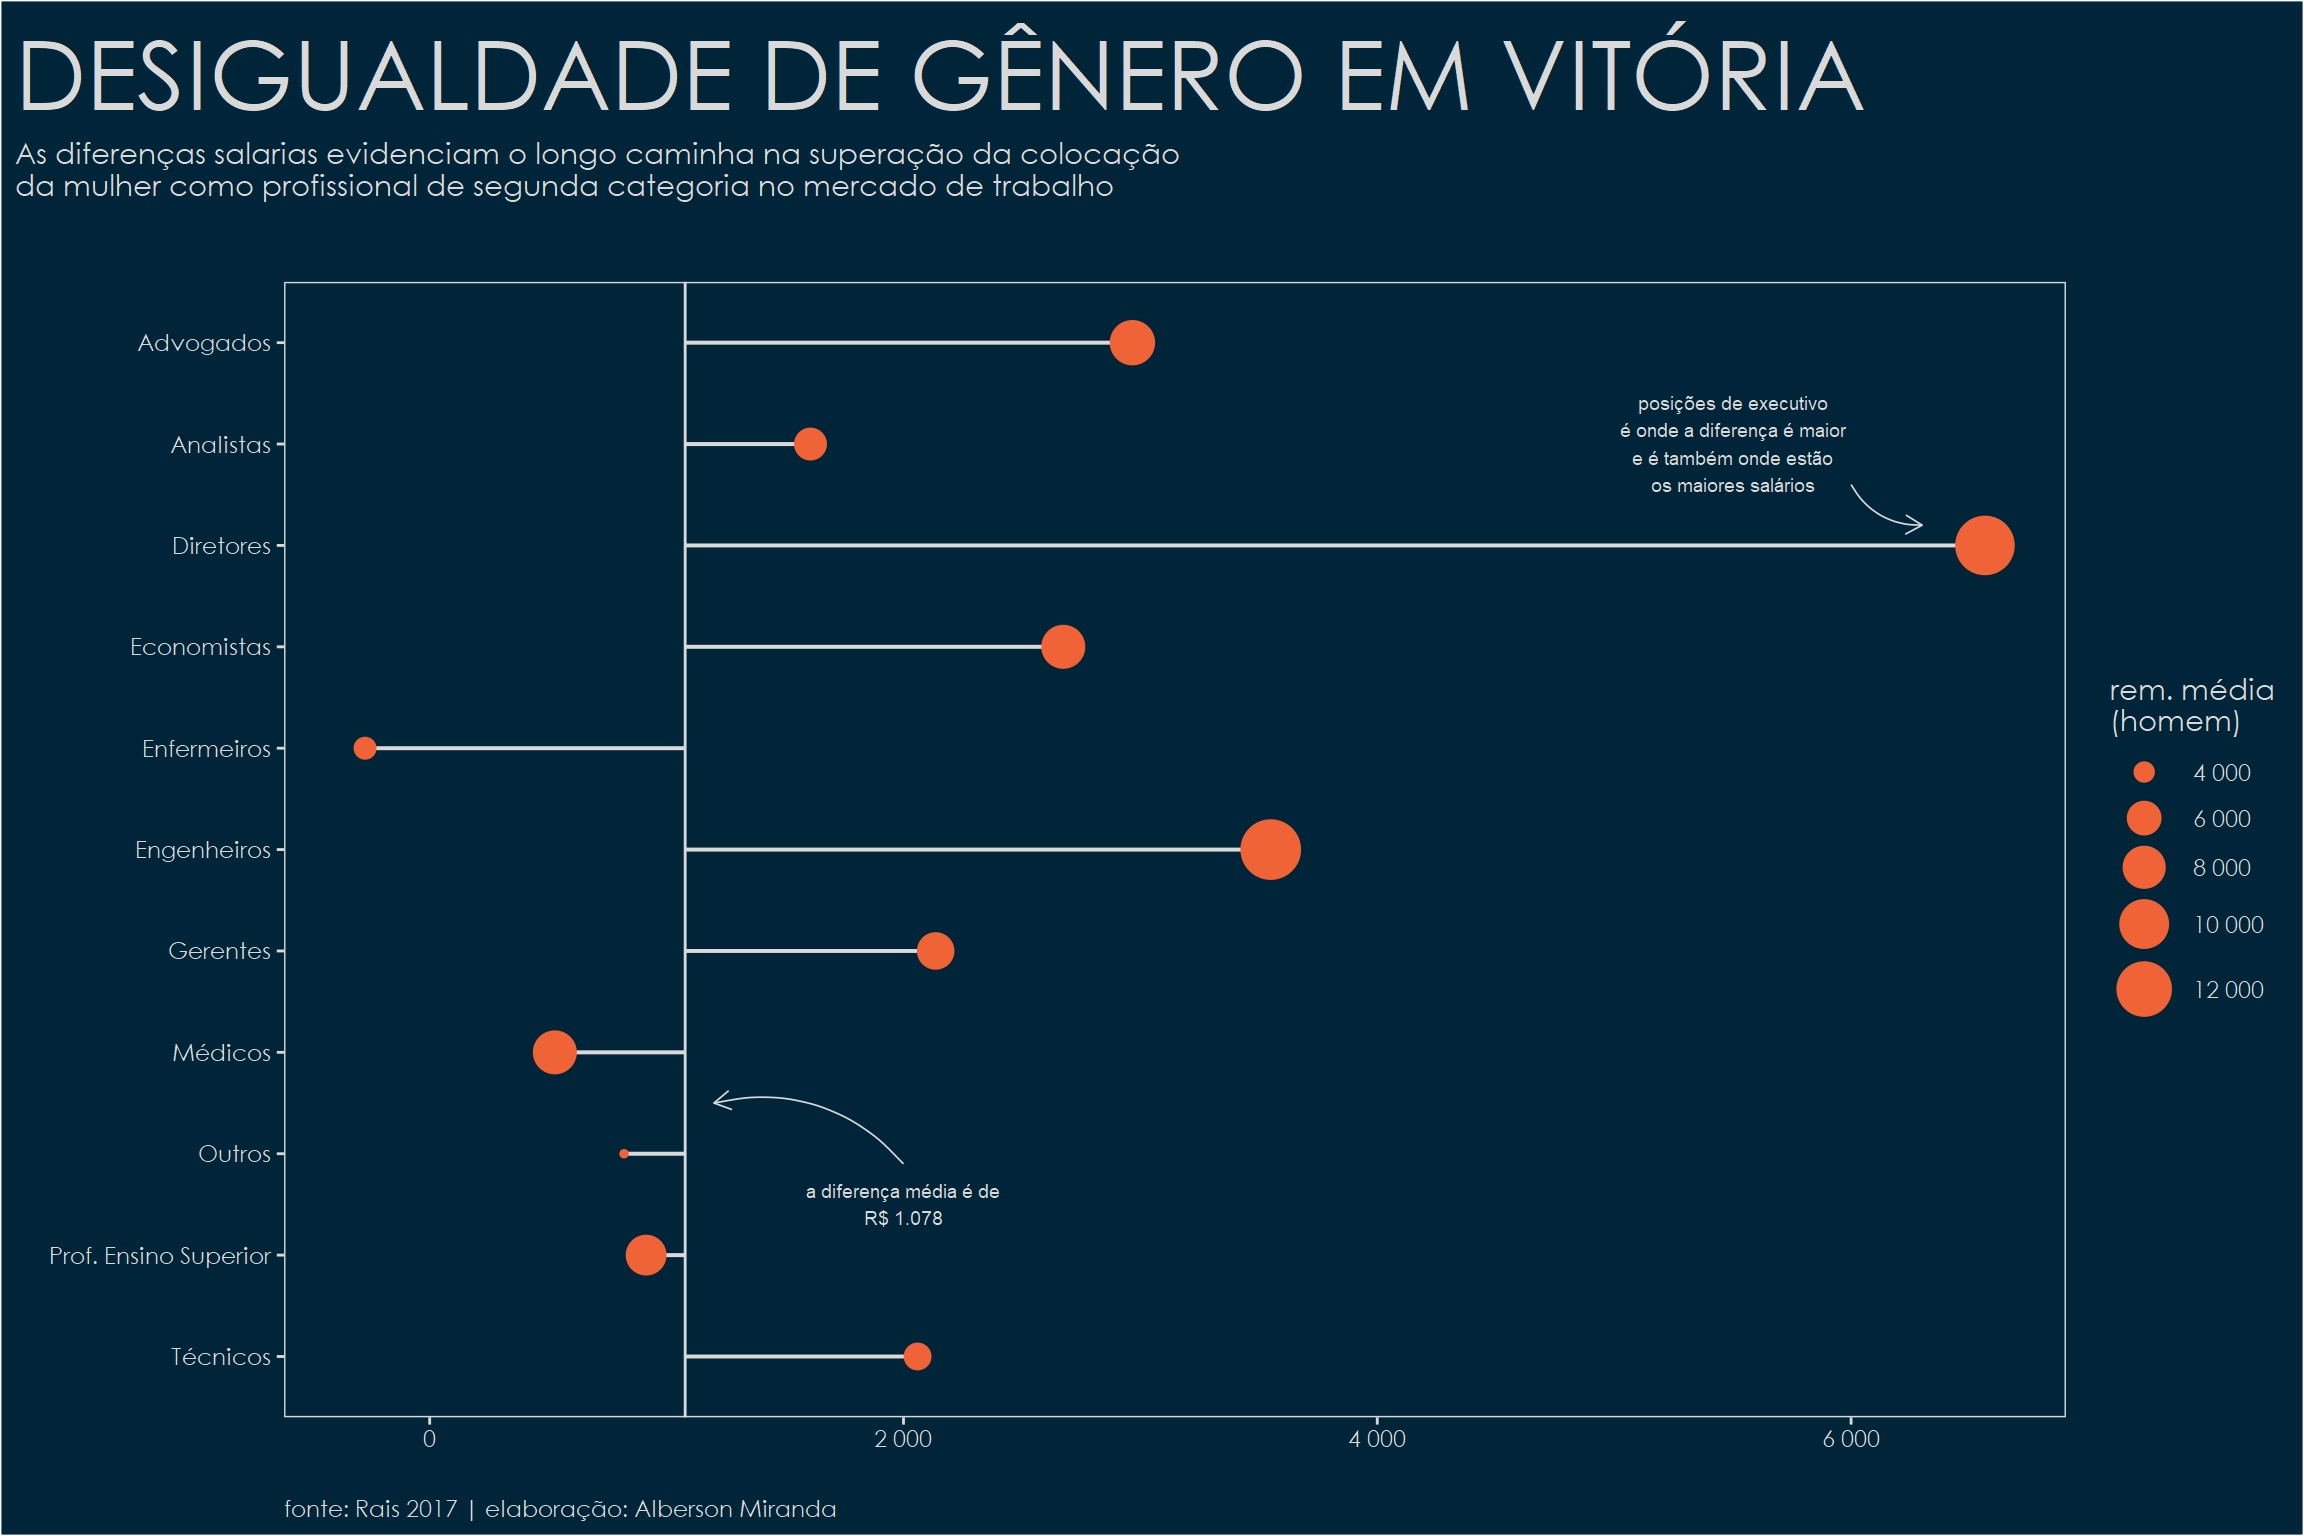 DESIGUALDADE DE GÊNERO EM VITÓRIA
As diferenças salarias evidenciam o longo caminha na superação da colocação
da mulher como profissional de segunda categoria no mercado de trabalho
Advogados
Analistas
Diretores
Economistas
Enfermeiros
Engenheiros
Gerentes
Médicos
Outros
Prof. Ensino Superior
Técnicos
posições de executivo
é onde a diferença é maior
e é também onde estão
os maiores salários
a diferença média é de
R$ 1.078
0
2 000
4 000
6 000
rem. média
(homem)
4 000
6 000
8 000
10 000
12 000
fonte: Rais 2017 | elaboração: Alberson Miranda